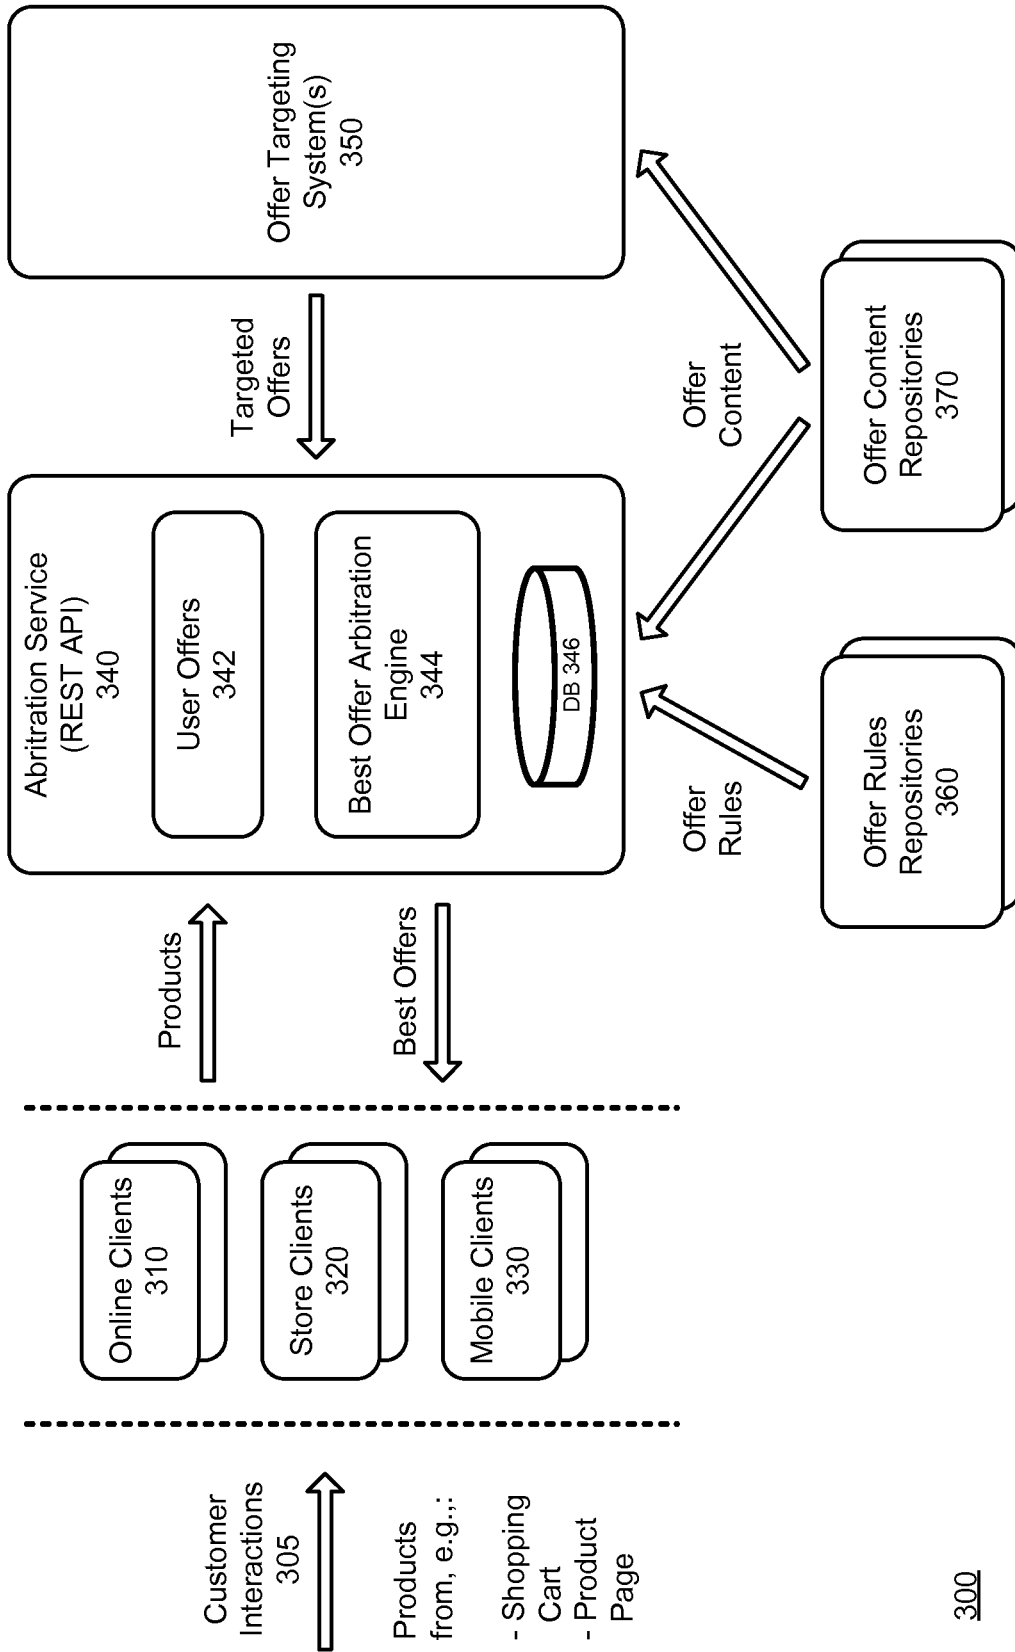 Customer
Interactions
305
Products
from, e.g.,:
- Shopping
Cart
- Product
Page
Online Clients
310
Store Clients
320
Mobile Clients
330
Products
Best Offers
Abritration Service
(REST API)
340
User Offers
342
Best Offer Arbitration
Engine
344
DB 346
Targeted
Offers
Offer Targeting
System(s)
350
Offer
Rules
Offer
Content
Offer Rules
Repositories
360
Offer Content
Repositories
370
300